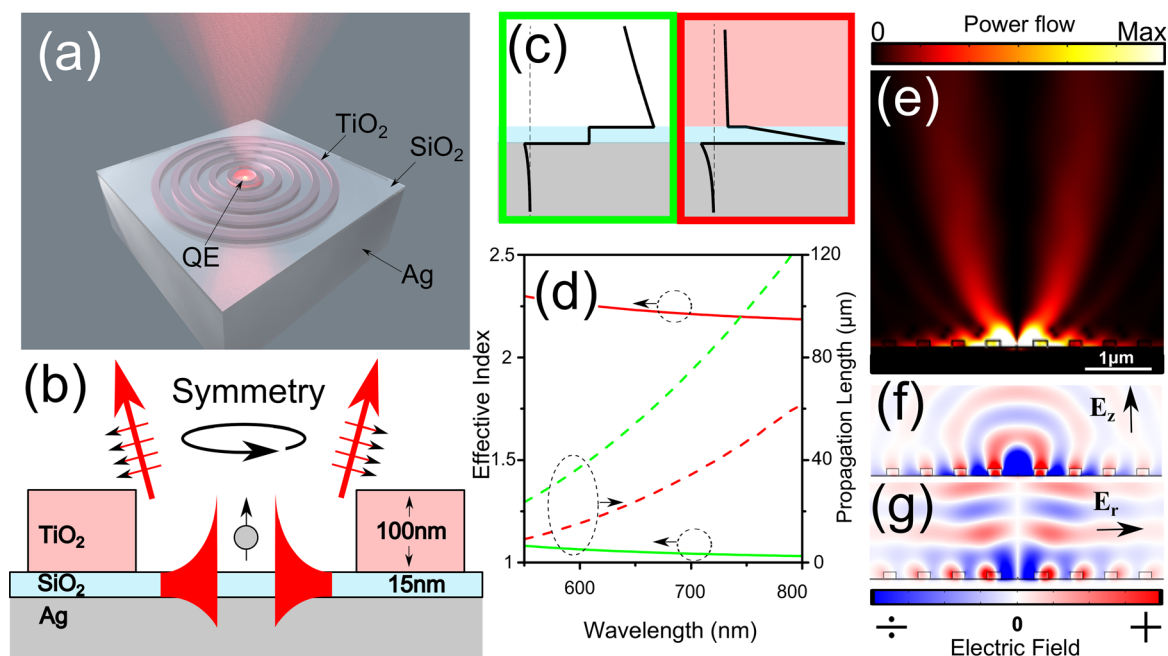 (a)
TiO₂
SiO₂
QE
Ag
(b)
Symmetry
TiO₂
100nm
SiO₂
15nm
Ag
(c)
(d)
2.5
2
1.5
1
Effective Index
120
80
40
0
Propagation Length (µm)
600
700
800
Wavelength (nm)
Power flow
0
Max
(e)
1µm
(f)
E_z
(g)
E_r
÷
0
+
Electric Field